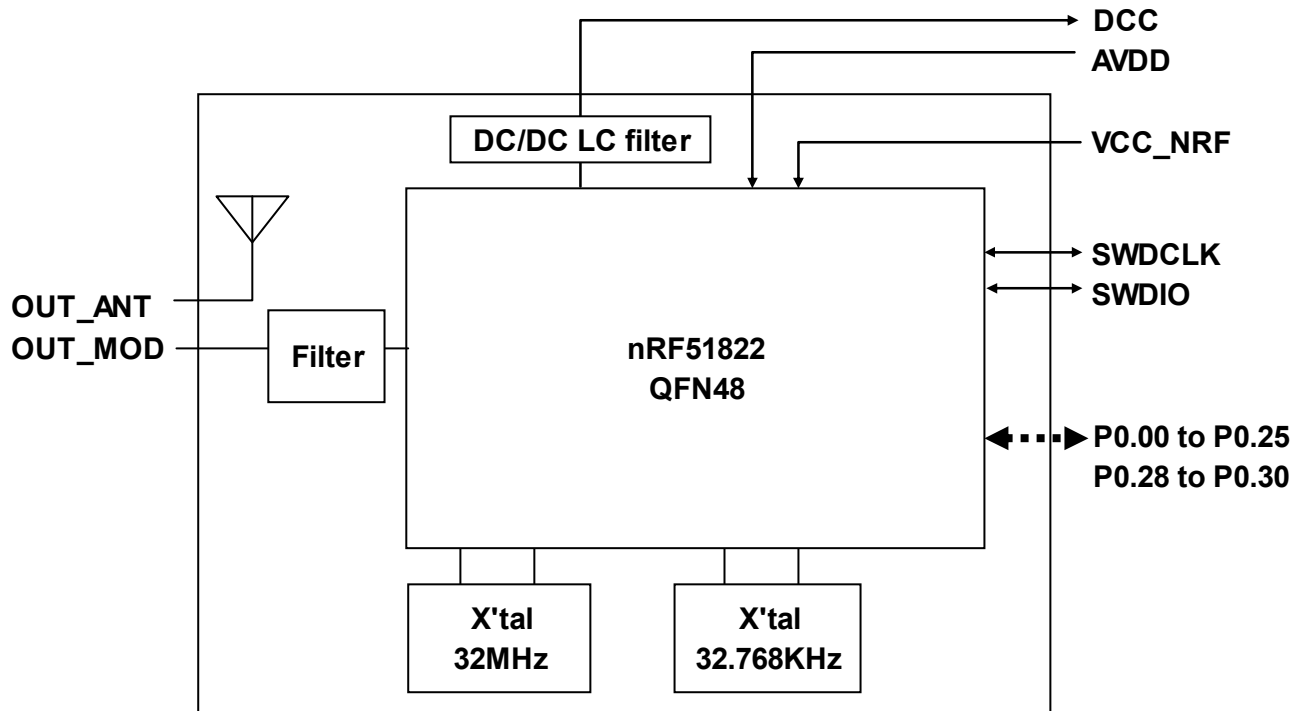 DCC
AVDD
DC/DC LC filter
VCC_NRF
SWDCLK
SWDIO
OUT_ANT
OUT_MOD
Filter
nRF51822
QFN48
P0.00 to P0.25
P0.28 to P0.30
X'tal
32MHz
X'tal
32.768KHz